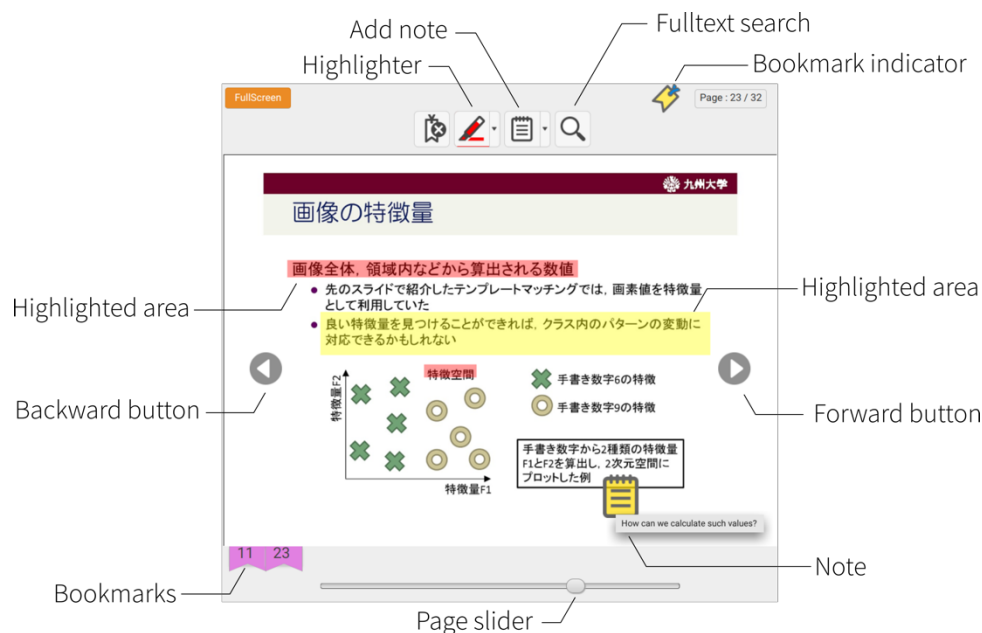 Add note
Fulltext search
Highlighter
Bookmark indicator
FullScreen
Page : 23 / 32
九州大学
画像の特徴量
画像全体，領域内などから算出される数値
先のスライドで紹介したテンプレートマッチングでは，画素値を特徴量
として利用していた
良い特徴量を見つけることができれば，クラス内のパターンの変動に
対応できるかもしれない
Highlighted area
Highlighted area
Backward button
Forward button
特徴量F2
特徴空間
手書き数字6の特徴
手書き数字9の特徴
特徴量F1
手書き数字から2種類の特徴量
F1とF2を算出し，2次元空間に
プロットした例
How can we calculate such values?
11
23
Note
Bookmarks
Page slider